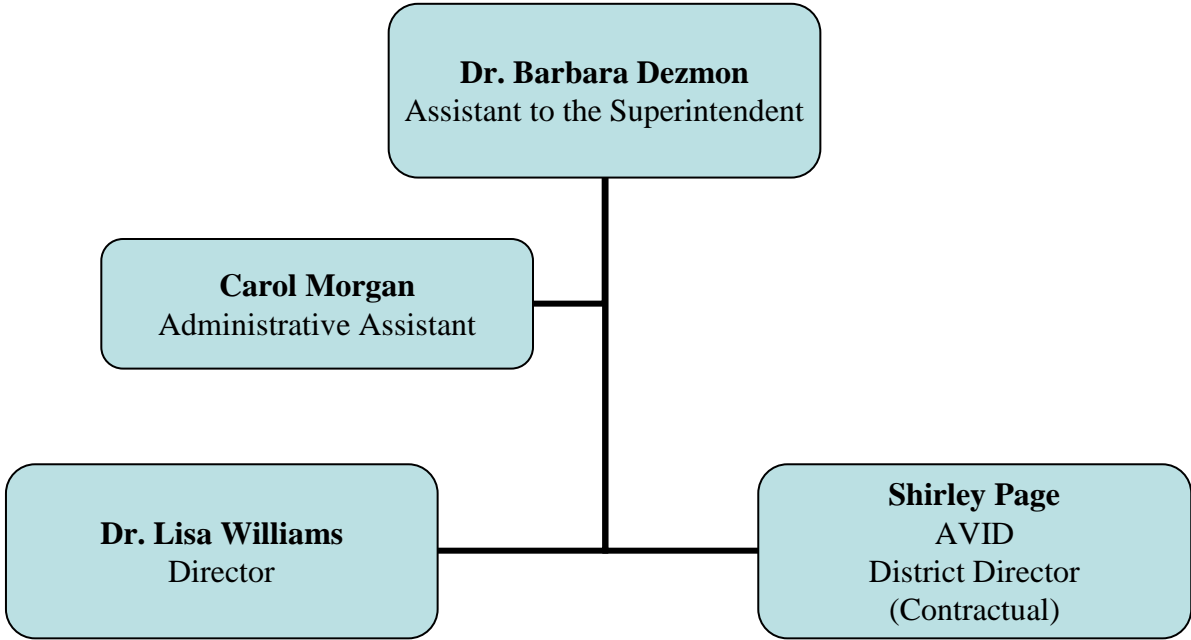 Dr. Barbara Dezmon
Assistant to the Superintendent
Carol Morgan
Administrative Assistant
Dr. Lisa Williams
Director
Shirley Page
AVID
District Director
(Contractual)